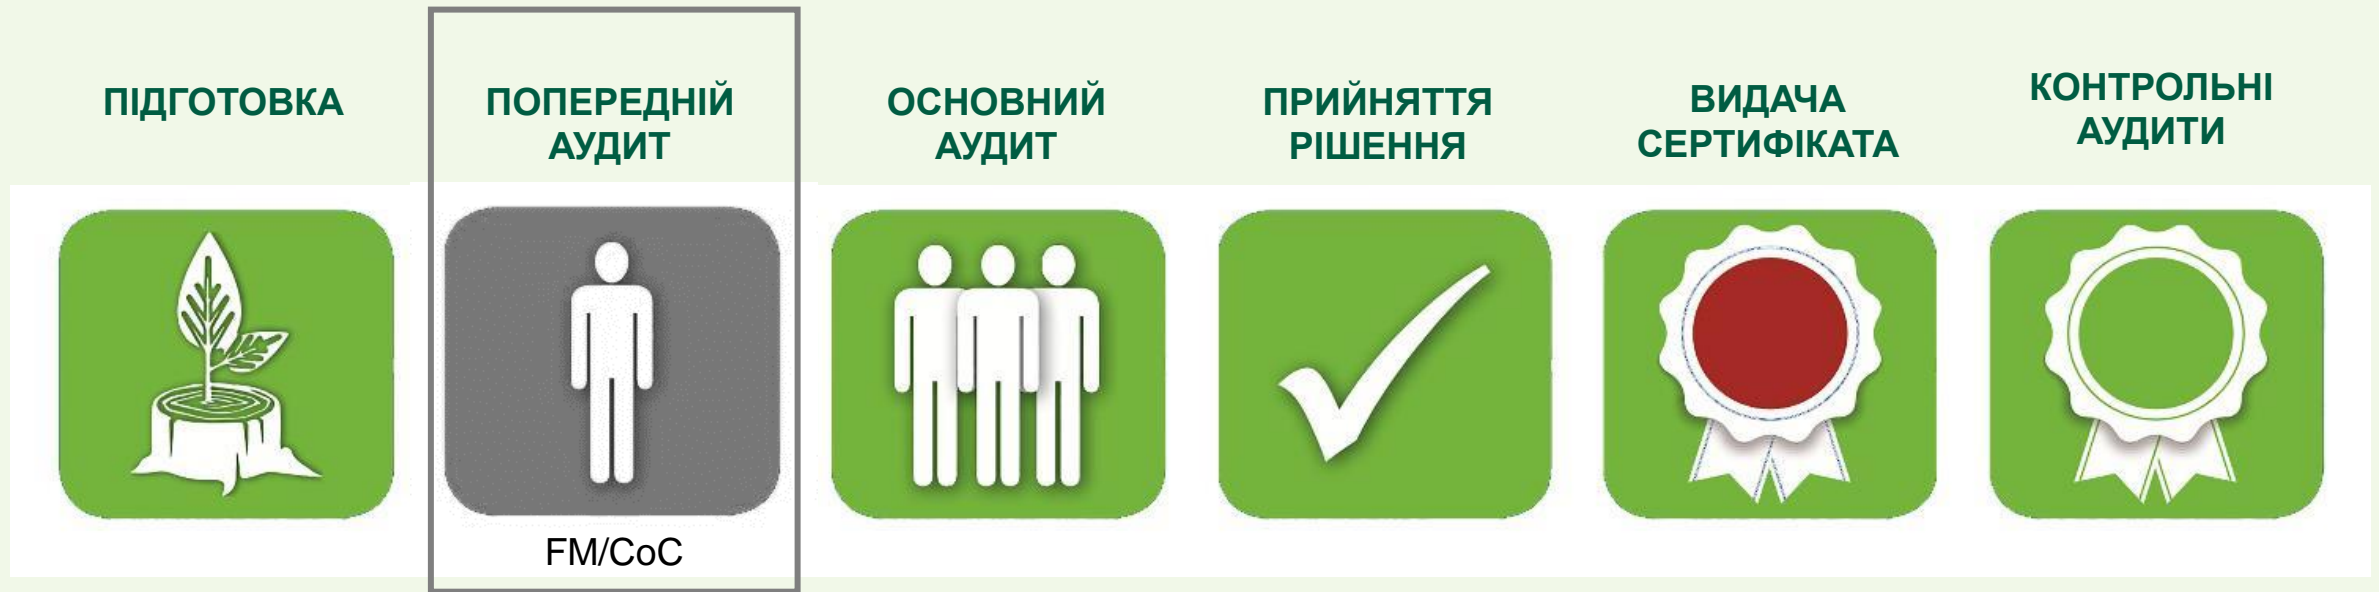 ПІДГОТОВКА
ПОПЕРЕДНІЙ
АУДИТ
ОСНОВНИЙ
АУДИТ
ПРИЙНЯТТЯ
РІШЕННЯ
ВИДАЧА
СЕРТИФІКАТА
КОНТРОЛЬНІ
АУДИТИ
FM/CoC